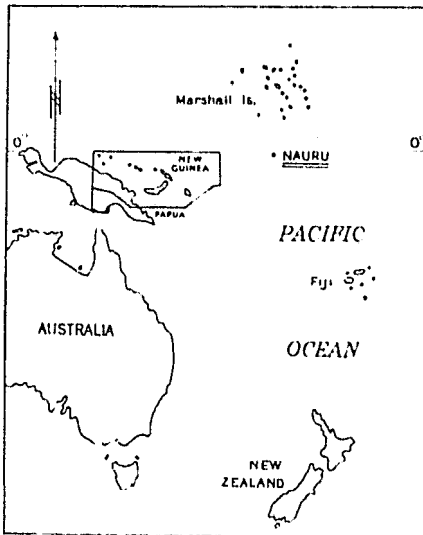 Marshall Is.
0°
0°
NAURU
NEW
GUINEA
PAPUA
PACIFIC
Fiji
AUSTRALIA
OCEAN
NEW
ZEALAND